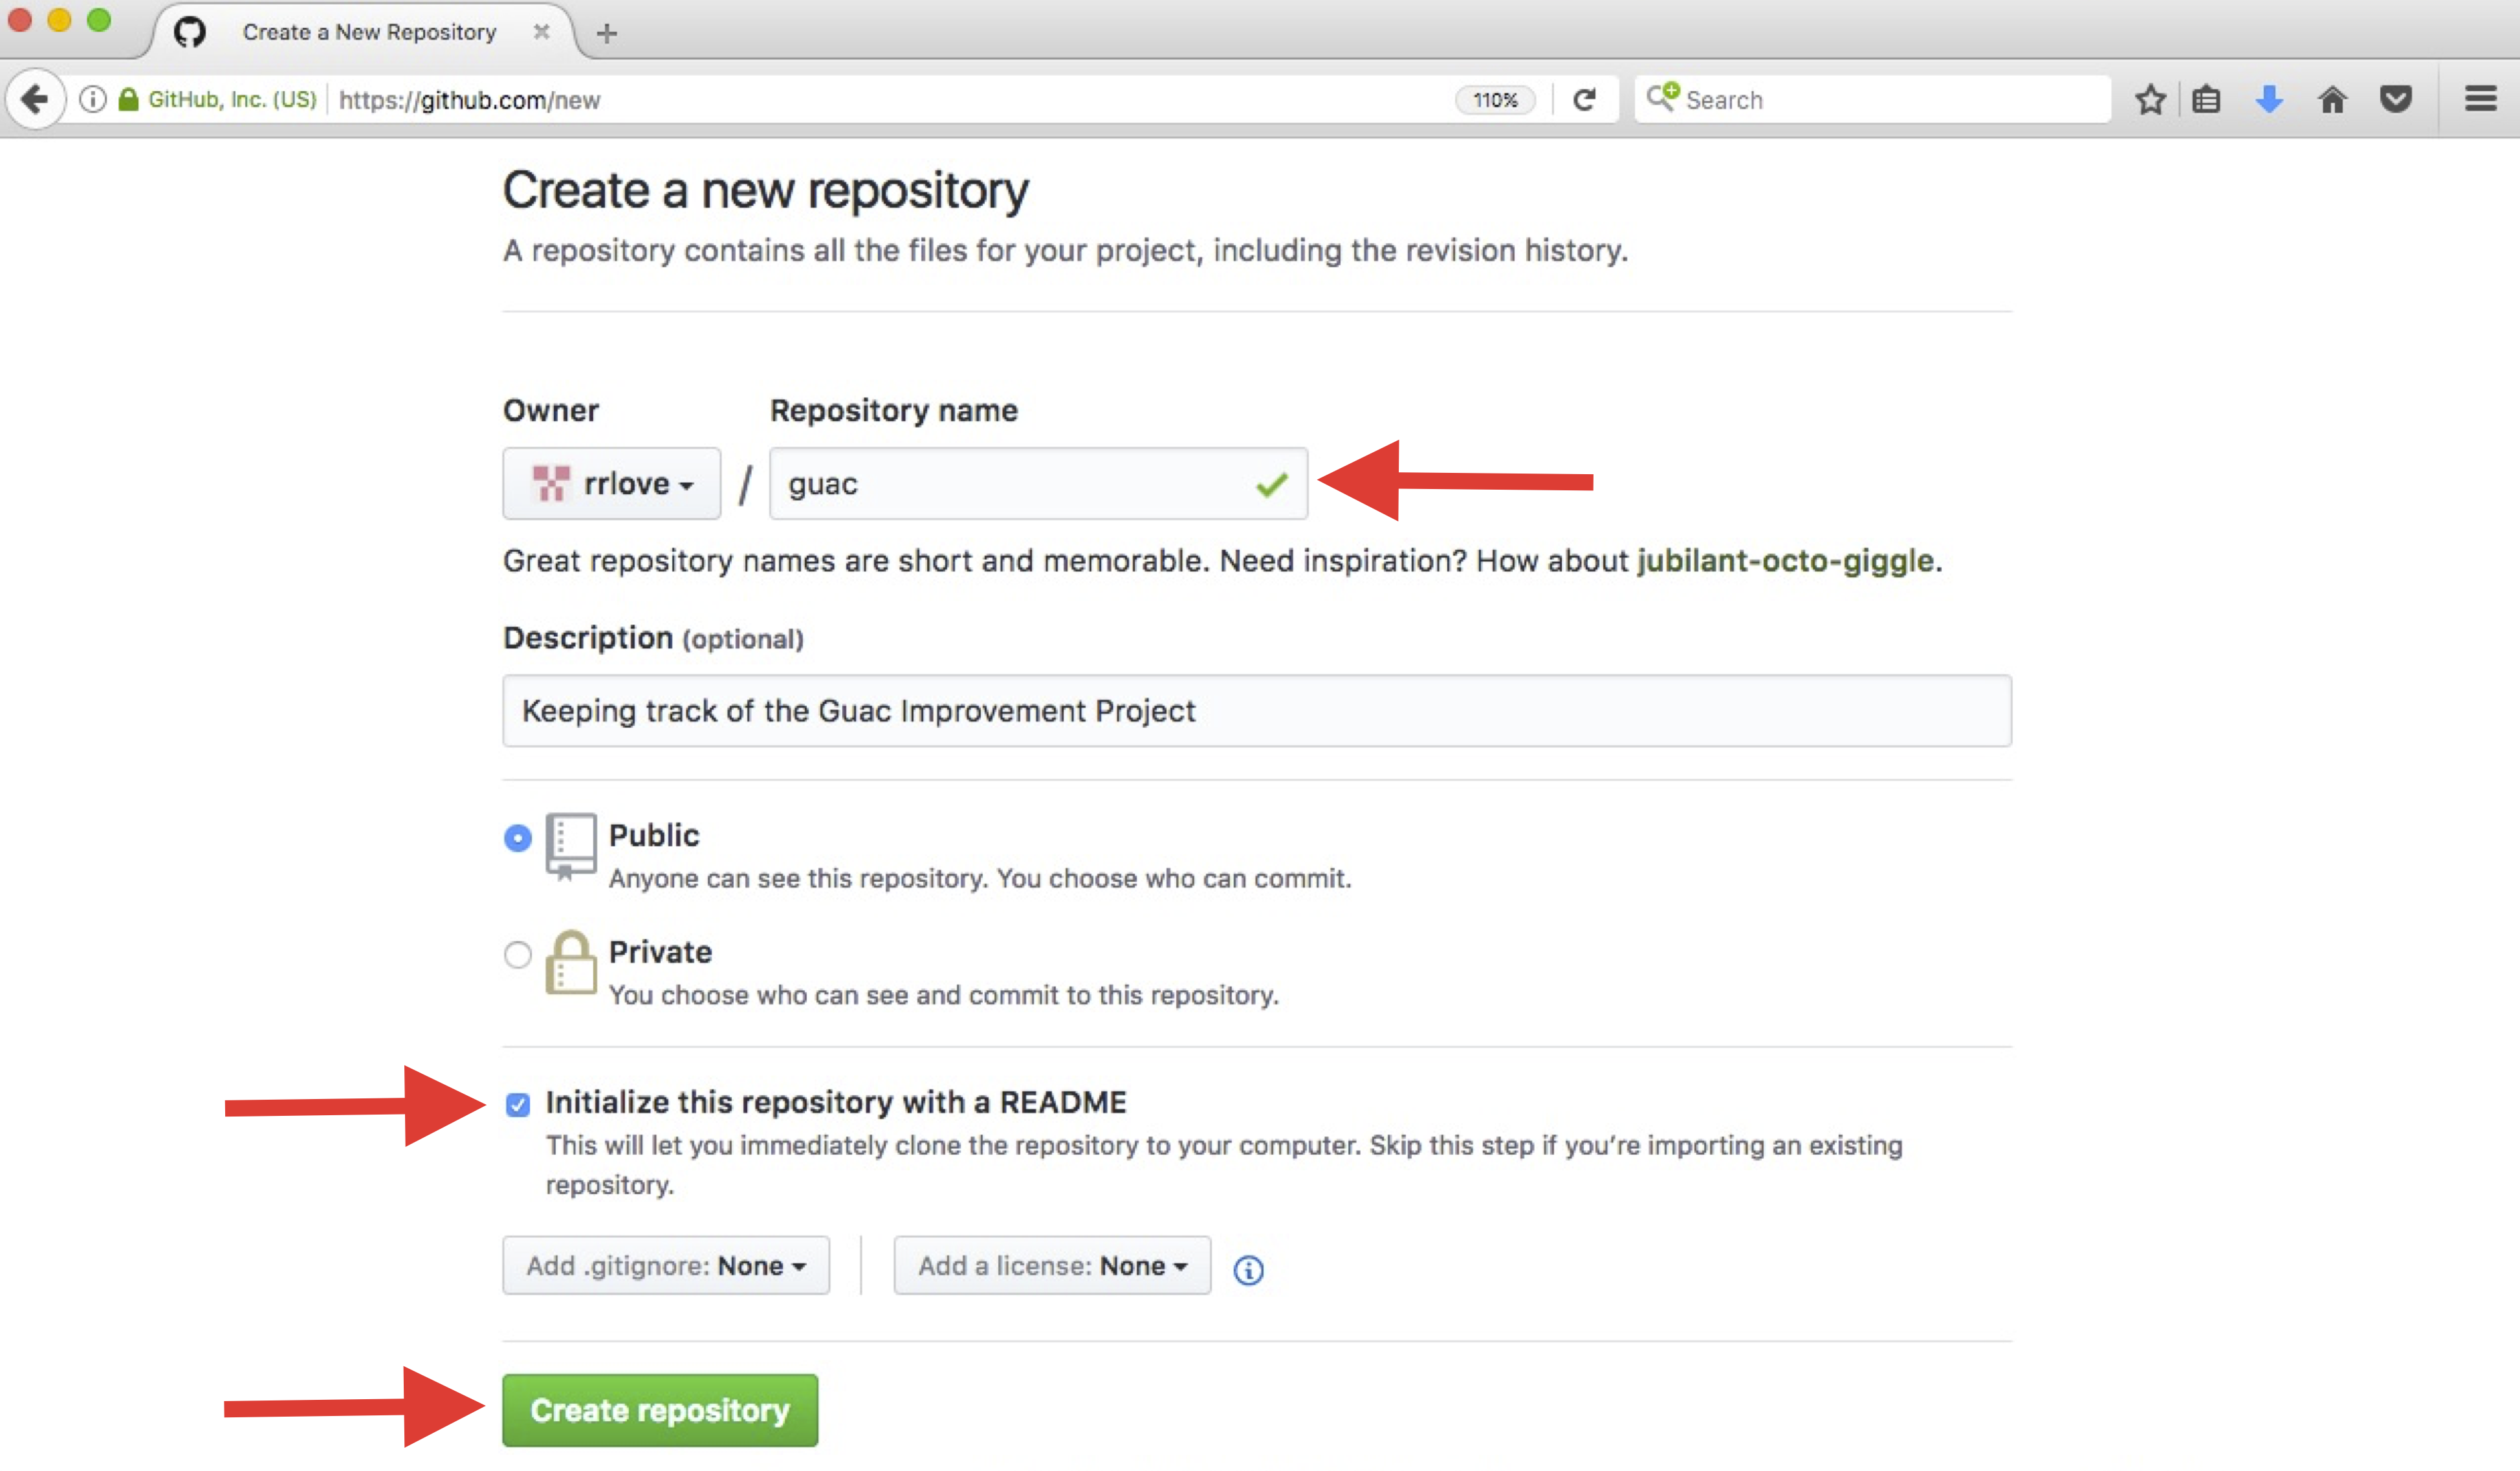 Create a New Repository
GitHub, Inc. (US) https://github.com/new 110% Search
Create a new repository
A repository contains all the files for your project, including the revision history.
Owner Repository name
rrlove / guac
Great repository names are short and memorable. Need inspiration? How about jubilant-octo-giggle.
Description (optional)
Keeping track of the Guac Improvement Project
Public
Anyone can see this repository. You choose who can commit.
Private
You choose who can see and commit to this repository.
Initialize this repository with a README
This will let you immediately clone the repository to your computer. Skip this step if you’re importing an existing
repository.
Add .gitignore: None Add a license: None
Create repository